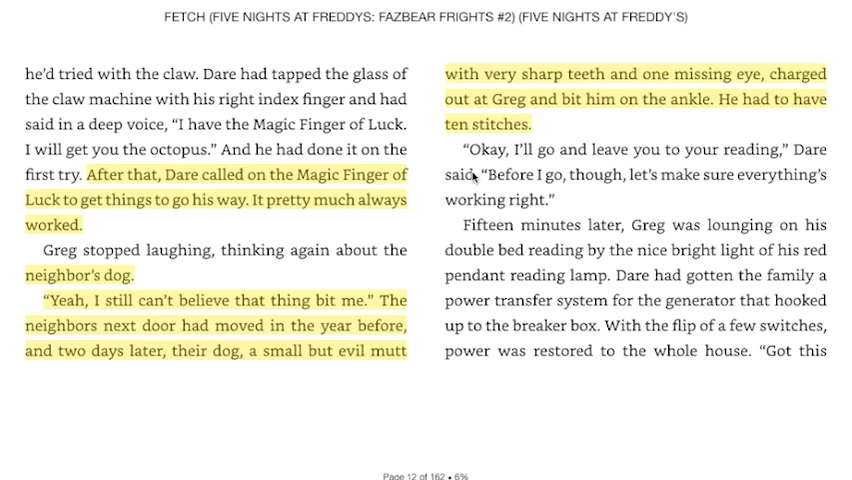 FETCH (FIVE NIGHTS AT FREDDYS: FAZBEAR FRIGHTS #2) (FIVE NIGHTS AT FREDDY'S)
he'd tried with the claw. Dare had tapped the glass of
the claw machine with his right index finger and had
said in a deep voice, “I have the Magic Finger of Luck.
I will get you the octopus.” And he had done it on the
first try. After that, Dare called on the Magic Finger of
Luck to get things to go his way. It pretty much always
worked.
Greg stopped laughing, thinking again about the
neighbor’s dog.
“Yeah, I still can’t believe that thing bit me.” The
neighbors next door had moved in the year before,
and two days later, their dog, a small but evil mutt
with very sharp teeth and one missing eye, charged
out at Greg and bit him on the ankle. He had to have
ten stitches.
“Okay, I’ll go and leave you to your reading,” Dare
said. “Before I go, though, let’s make sure everything’s
working right.”
Fifteen minutes later, Greg was lounging on his
double bed reading by the nice bright light of his red
pendant reading lamp. Dare had gotten the family a
power transfer system for the generator that hooked
up to the breaker box. With the flip of a few switches,
power was restored to the whole house. “Got this
Page 12 of 162 • 6%